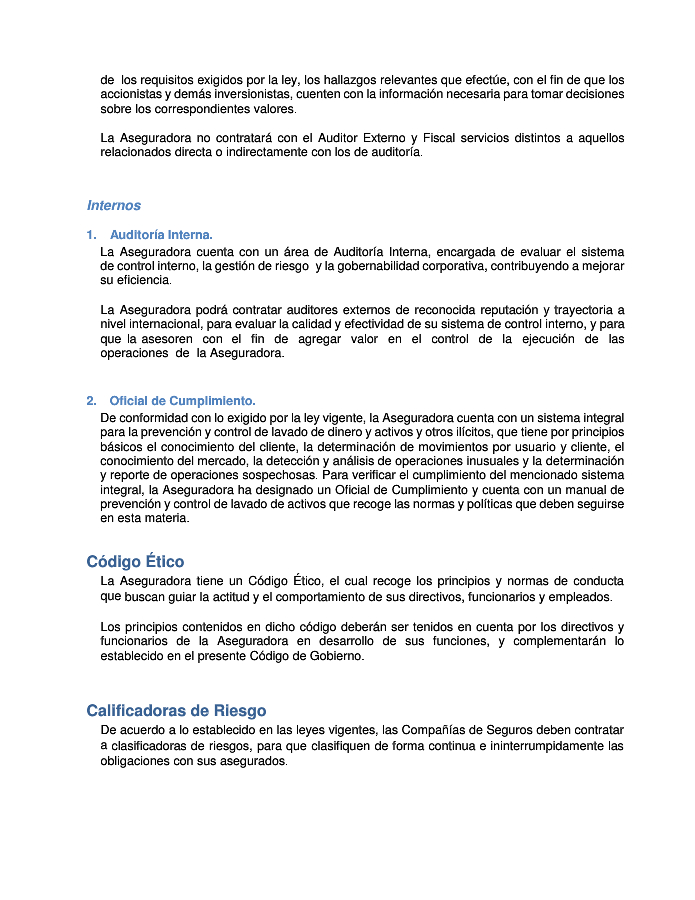 de los requisitos exigidos por la ley, los hallazgos relevantes que efectúe, con el fin de que los
accionistas y demás inversionistas, cuenten con la información necesaria para tomar decisiones
sobre los correspondientes valores.
La Aseguradora no contratará con el Auditor Externo y Fiscal servicios distintos a aquellos
relacionados directa o indirectamente con los de auditoría.
Internos
1. Auditoría Interna.
La Aseguradora cuenta con un área de Auditoría Interna, encargada de evaluar el sistema
de control interno, la gestión de riesgo y la gobernabilidad corporativa, contribuyendo a mejorar
su eficiencia.
La Aseguradora podrá contratar auditores externos de reconocida reputación y trayectoria a
nivel internacional, para evaluar la calidad y efectividad de su sistema de control interno, y para
que la asesoren con el fin de agregar valor en el control de la ejecución de las
operaciones de la Aseguradora.
2. Oficial de Cumplimiento.
De conformidad con lo exigido por la ley vigente, la Aseguradora cuenta con un sistema integral
para la prevención y control de lavado de dinero y activos y otros ilícitos, que tiene por principios
básicos el conocimiento del cliente, la determinación de movimientos por usuario y cliente, el
conocimiento del mercado, la detección y análisis de operaciones inusuales y la determinación
y reporte de operaciones sospechosas. Para verificar el cumplimiento del mencionado sistema
integral, la Aseguradora ha designado un Oficial de Cumplimiento y cuenta con un manual de
prevención y control de lavado de activos que recoge las normas y políticas que deben seguirse
en esta materia.
Código Ético
La Aseguradora tiene un Código Ético, el cual recoge los principios y normas de conducta
que buscan guiar la actitud y el comportamiento de sus directivos, funcionarios y empleados.
Los principios contenidos en dicho código deberán ser tenidos en cuenta por los directivos y
funcionarios de la Aseguradora en desarrollo de sus funciones, y complementarán lo
establecido en el presente Código de Gobierno.
Calificadoras de Riesgo
De acuerdo a lo establecido en las leyes vigentes, las Compañías de Seguros deben contratar
a clasificadoras de riesgos, para que clasifiquen de forma continua e ininterrumpidamente las
obligaciones con sus asegurados.